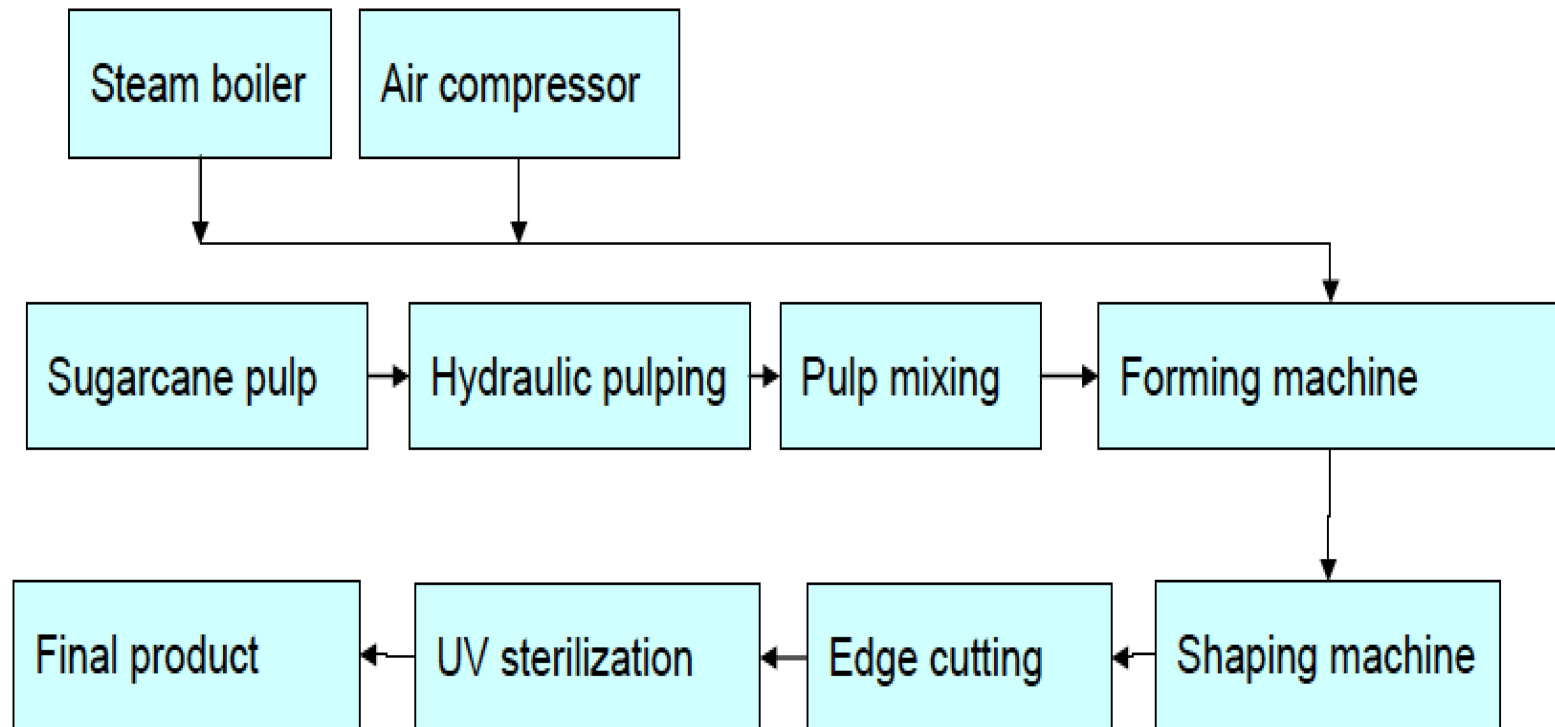 Steam boiler
Air compressor
Sugarcane pulp
Hydraulic pulping
Pulp mixing
Forming machine
Final product
UV sterilization
Edge cutting
Shaping machine